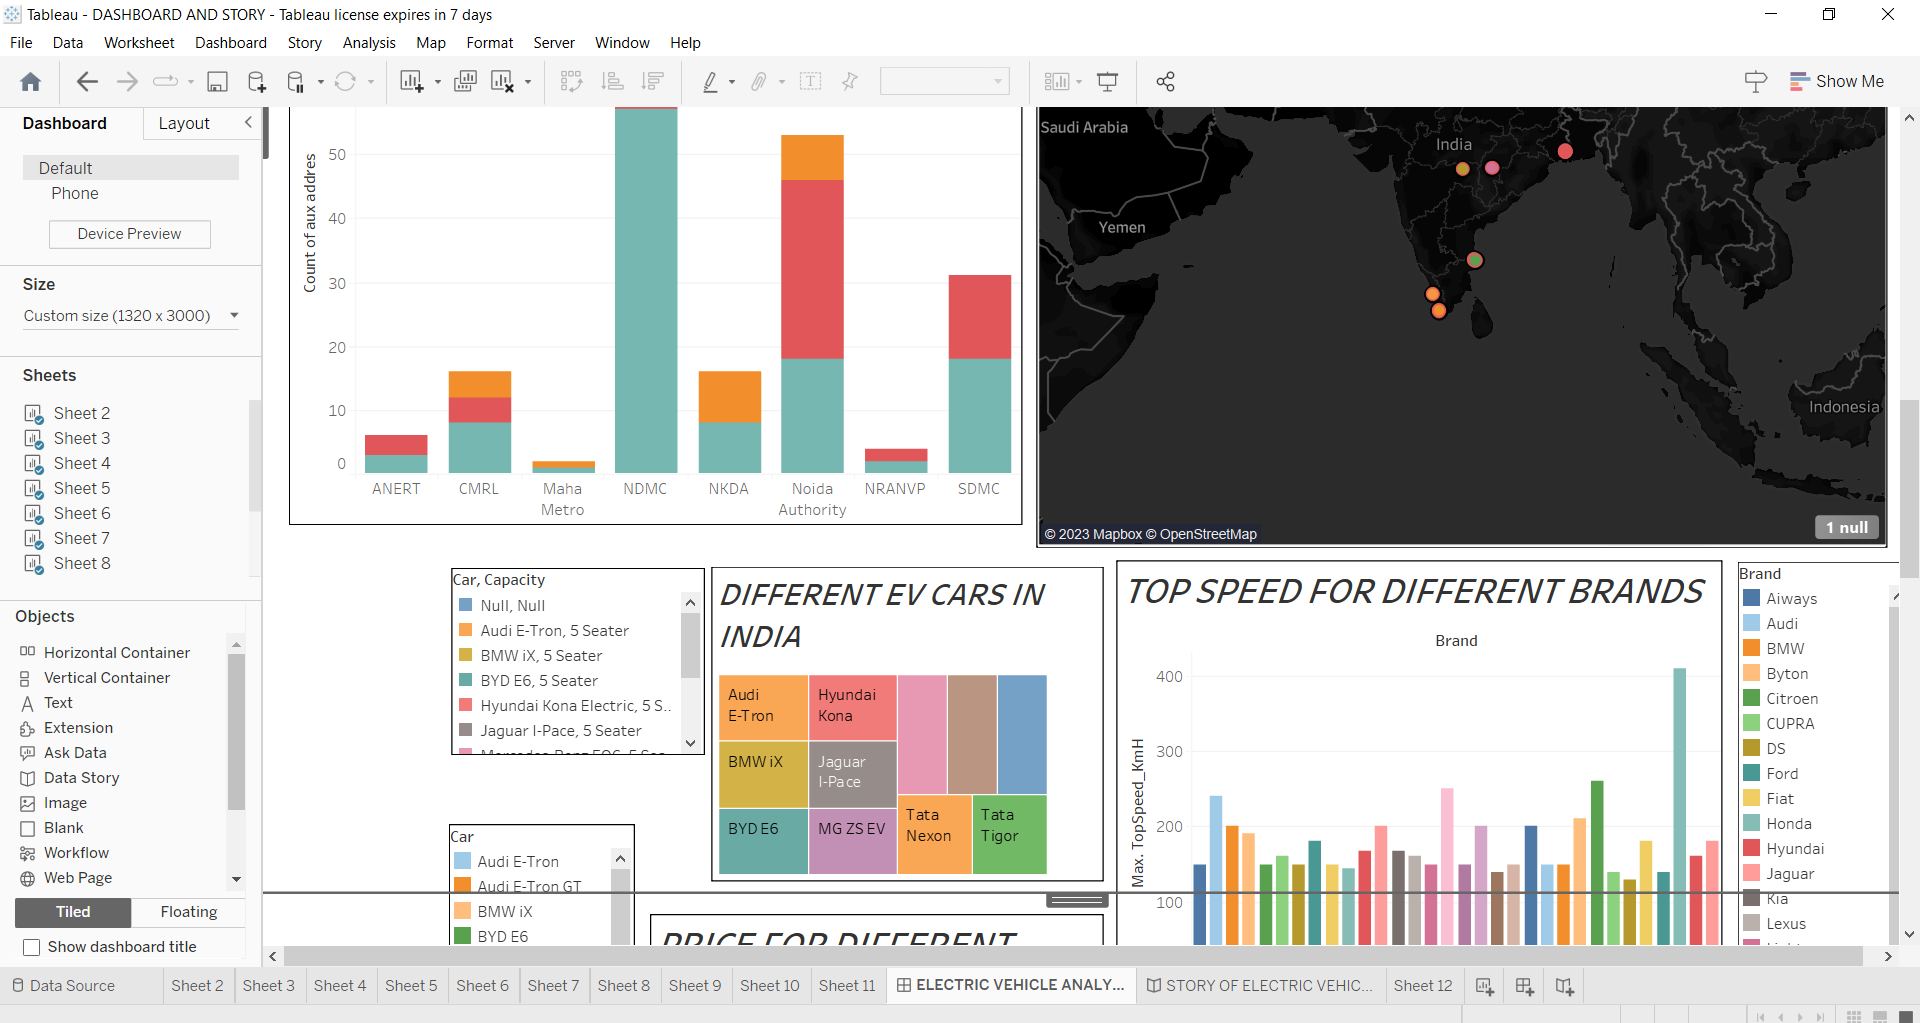 Tableau - DASHBOARD AND STORY - Tableau license expires in 7 days
File Data Worksheet Dashboard Story Analysis Map Format Server Window Help
Show Me
Dashboard Layout
Default
Phone
Device Preview
Size
Custom size (1320 x 3000)
Sheets
Sheet 2
Sheet 3
Sheet 4
Sheet 5
Sheet 6
Sheet 7
Sheet 8
Objects
Horizontal Container
Vertical Container
Text
Extension
Ask Data
Data Story
Image
Blank
Workflow
Web Page
Tiled Floating
Show dashboard title
Count of aux addres
50
40
30
20
10
0
ANERT CMRL Maha Metro NDMC NKDA Noida Authority NRANVP SDMC
Saudi Arabia
India
Yemen
Indonesia
© 2023 Mapbox © OpenStreetMap
1 null
Car, Capacity
Null, Null
Audi E-Tron, 5 Seater
BMW iX, 5 Seater
BYD E6, 5 Seater
Hyundai Kona Electric, 5 S..
Jaguar I-Pace, 5 Seater
Car
Audi E-Tron
Audi E-Tron GT
BMW iX
BYD E6
DIFFERENT EV CARS IN
INDIA
Audi
E-Tron
Hyundai
Kona
BMW iX
Jaguar
I-Pace
BYD E6
MG ZS EV
Tata
Nexon
Tata
Tigor
PRICE FOR DIFFERENT
TOP SPEED FOR DIFFERENT BRANDS
Brand
Max. TopSpeed_KmH
400
300
200
100
Brand
Aiways
Audi
BMW
Byton
Citroen
CUPRA
DS
Ford
Fiat
Honda
Hyundai
Jaguar
Kia
Lexus
Data Source Sheet 2 Sheet 3 Sheet 4 Sheet 5 Sheet 6 Sheet 7 Sheet 8 Sheet 9 Sheet 10 Sheet 11 ELECTRIC VEHICLE ANALY... STORY OF ELECTRIC VEHIC... Sheet 12